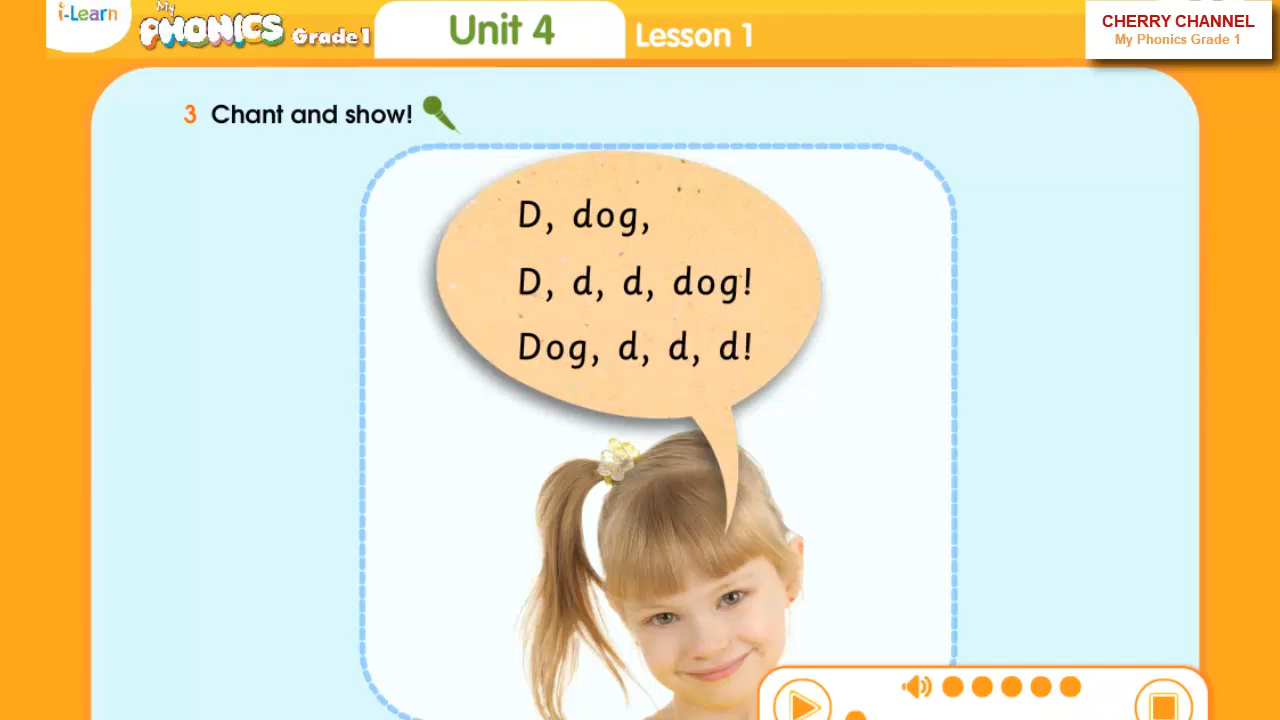 i-Learn
My
PHONICS Grade 1
Unit 4
Lesson 1
CHERRY CHANNEL
My Phonics Grade 1
3 Chant and show!
D, dog,
D, d, d, dog!
Dog, d, d, d!